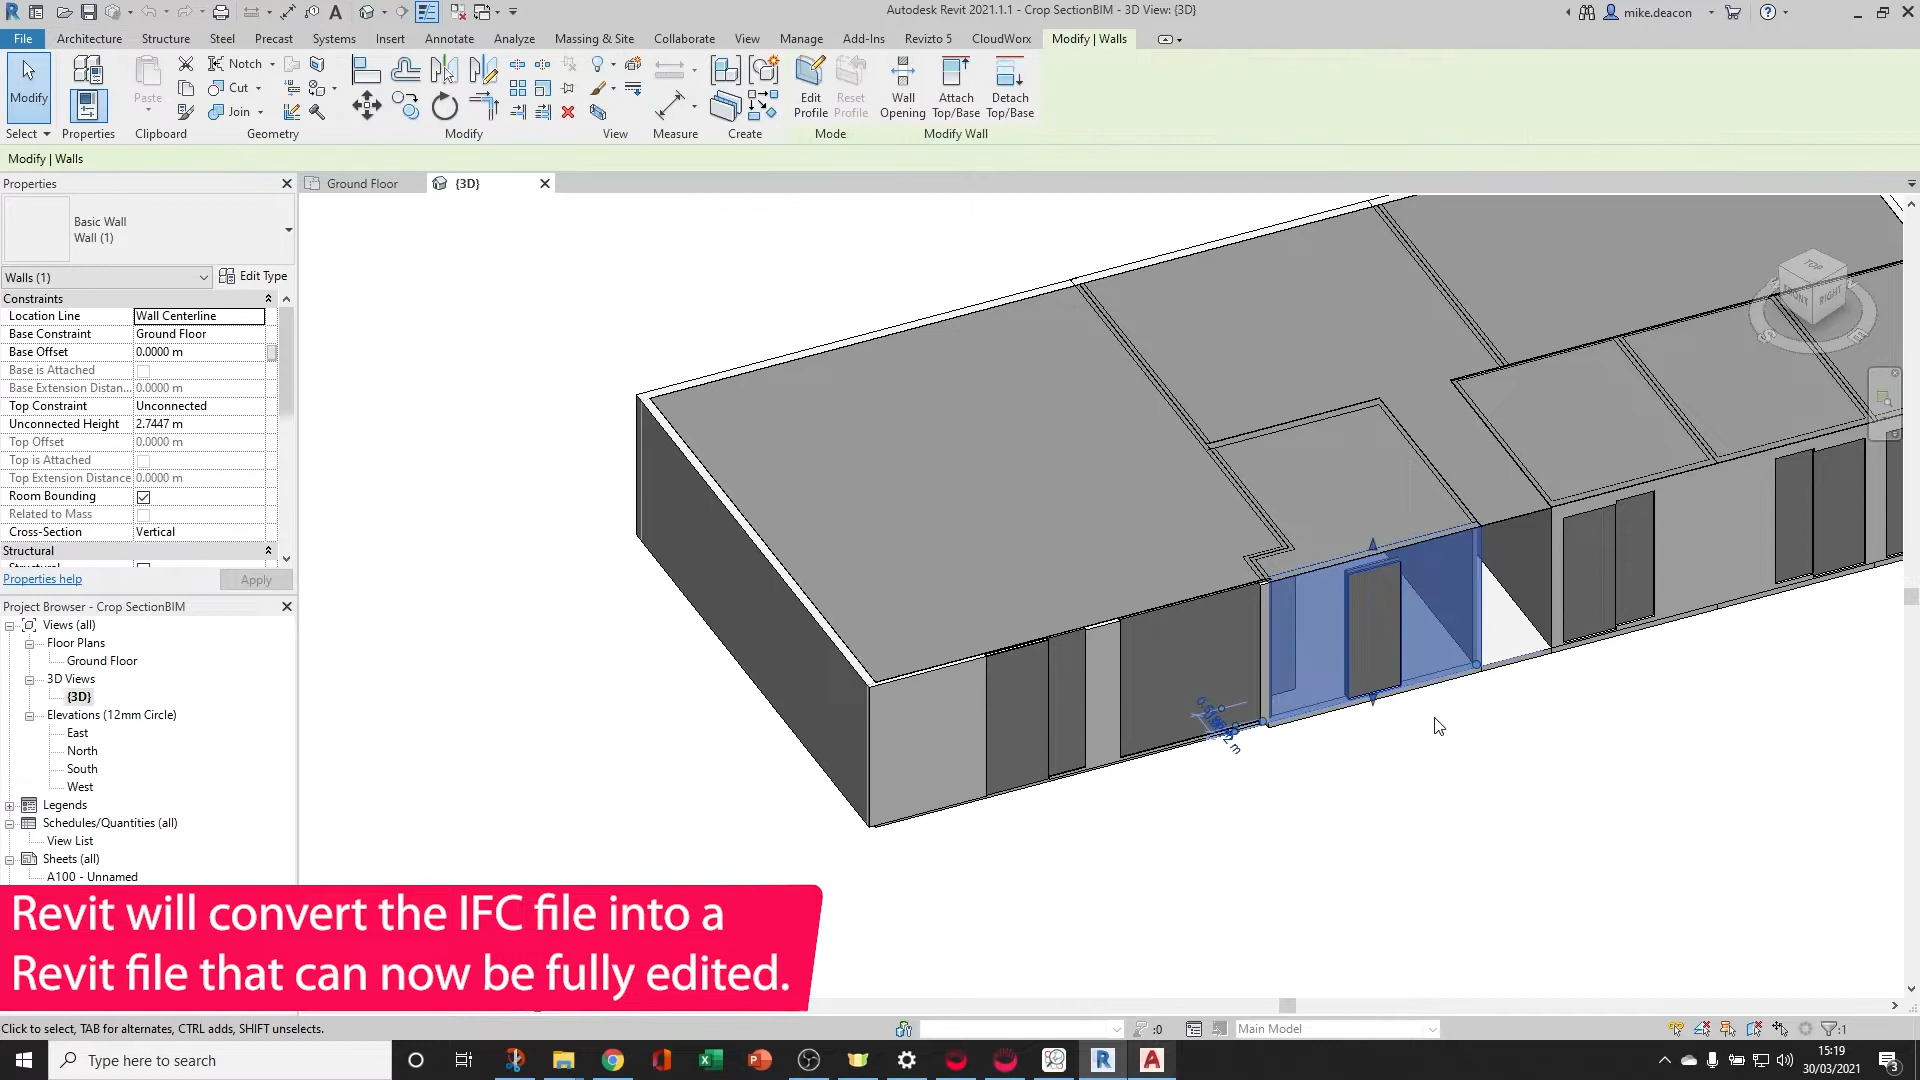 Autodesk Revit 2021.1.1 - Crop SectionBIM - 3D View: {3D}
mike.deacon
File Architecture Structure Steel Precast Systems Insert Annotate Analyze Massing & Site Collaborate View Manage Add-Ins Revizto 5 CloudWorx Modify | Walls
Notch
Cut
Join
Modify
Paste
Edit Profile
Reset Profile
Wall Opening
Attach Top/Base
Detach Top/Base
Select Properties Clipboard Geometry Modify View Measure Create Mode Modify Wall
Modify | Walls
Properties
Ground Floor
{3D}
Basic Wall
Wall (1)
Walls (1)
Edit Type
Constraints
Location Line Wall Centerline
Base Constraint Ground Floor
Base Offset 0.0000 m
Base is Attached
Base Extension Distan... 0.0000 m
Top Constraint Unconnected
Unconnected Height 2.7447 m
Top Offset 0.0000 m
Top is Attached
Top Extension Distance 0.0000 m
Room Bounding
Related to Mass
Cross-Section Vertical
Structural
Properties help
Apply
TOP
FRONT
RIGHT
Project Browser - Crop SectionBIM
Views (all)
Floor Plans
Ground Floor
3D Views
{3D}
Elevations (12mm Circle)
East
North
South
West
Legends
Schedules/Quantities (all)
View List
Sheets (all)
A100 - Unnamed
Revit will convert the IFC file into a
Revit file that can now be fully edited.
Click to select, TAB for alternates, CTRL adds, SHIFT unselects.
:0
Main Model
:1
Type here to search
15:19
30/03/2021
3